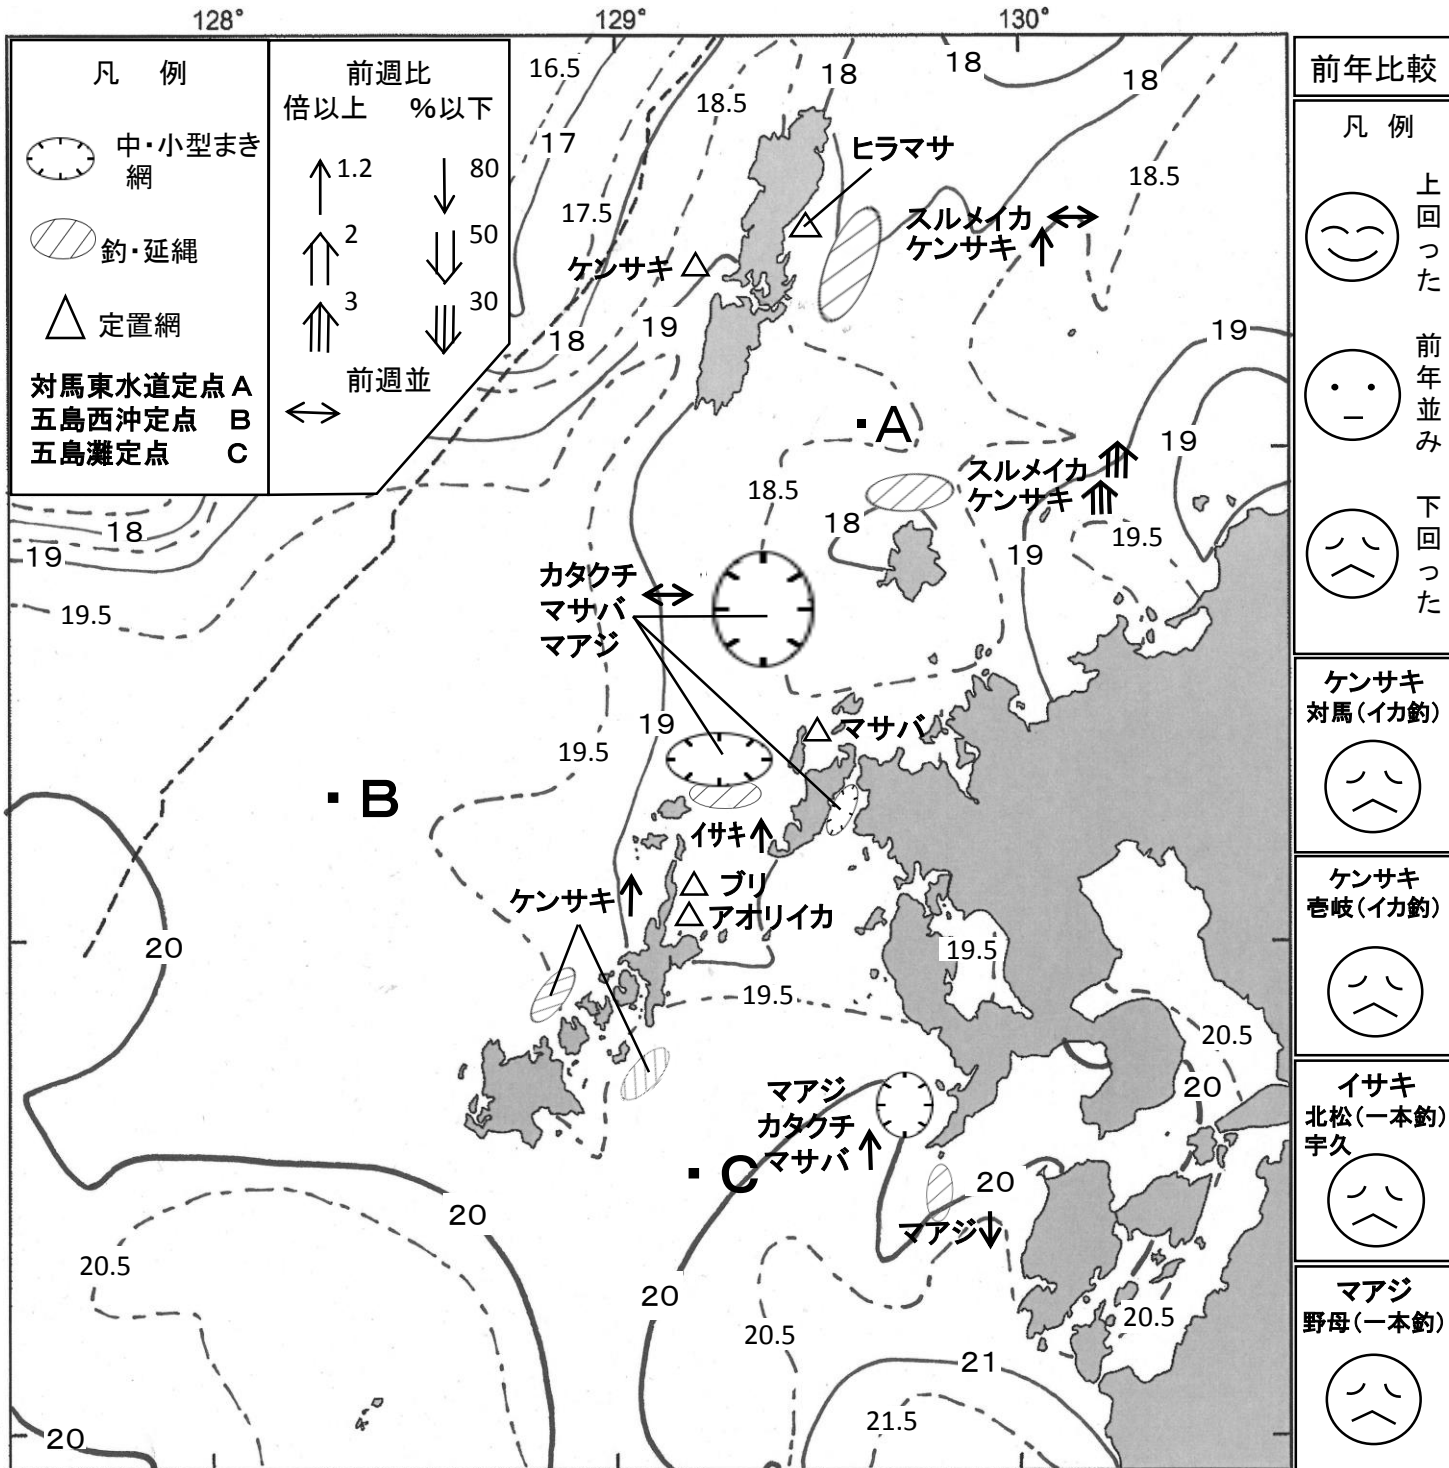 128°
129°
130°
凡 例
中・小型まき
網
釣・延縄
定置網
対馬東水道定点 A
五島西沖定点 B
五島灘定点 C
前週比
倍以上 %以下
1.2 80
2 50
3 30
前週並
前年比較
凡 例
上回った
前年並み
下回った
ケンサキ
対馬(イカ釣)
ケンサキ
壱岐(イカ釣)
イサキ
北松(一本釣)
宇久
マアジ
野母(一本釣)
16.5
17
17.5
18
18.5
18
18
18
18.5
ヒラマサ
スルメイカ
ケンサキ
ケンサキ
19
19
A
19
スルメイカ
ケンサキ
18.5
18
19
19.5
18
19
19.5
カタクチ
マサバ
マアジ
19
19.5
マサバ
B
イサキ
ブリ
アオリイカ
ケンサキ
20
19.5
19.5
20.5
20
マアジ
カタクチ
マサバ
C
20
マアジ
20
20.5
20
20.5
20.5
21
21.5
20